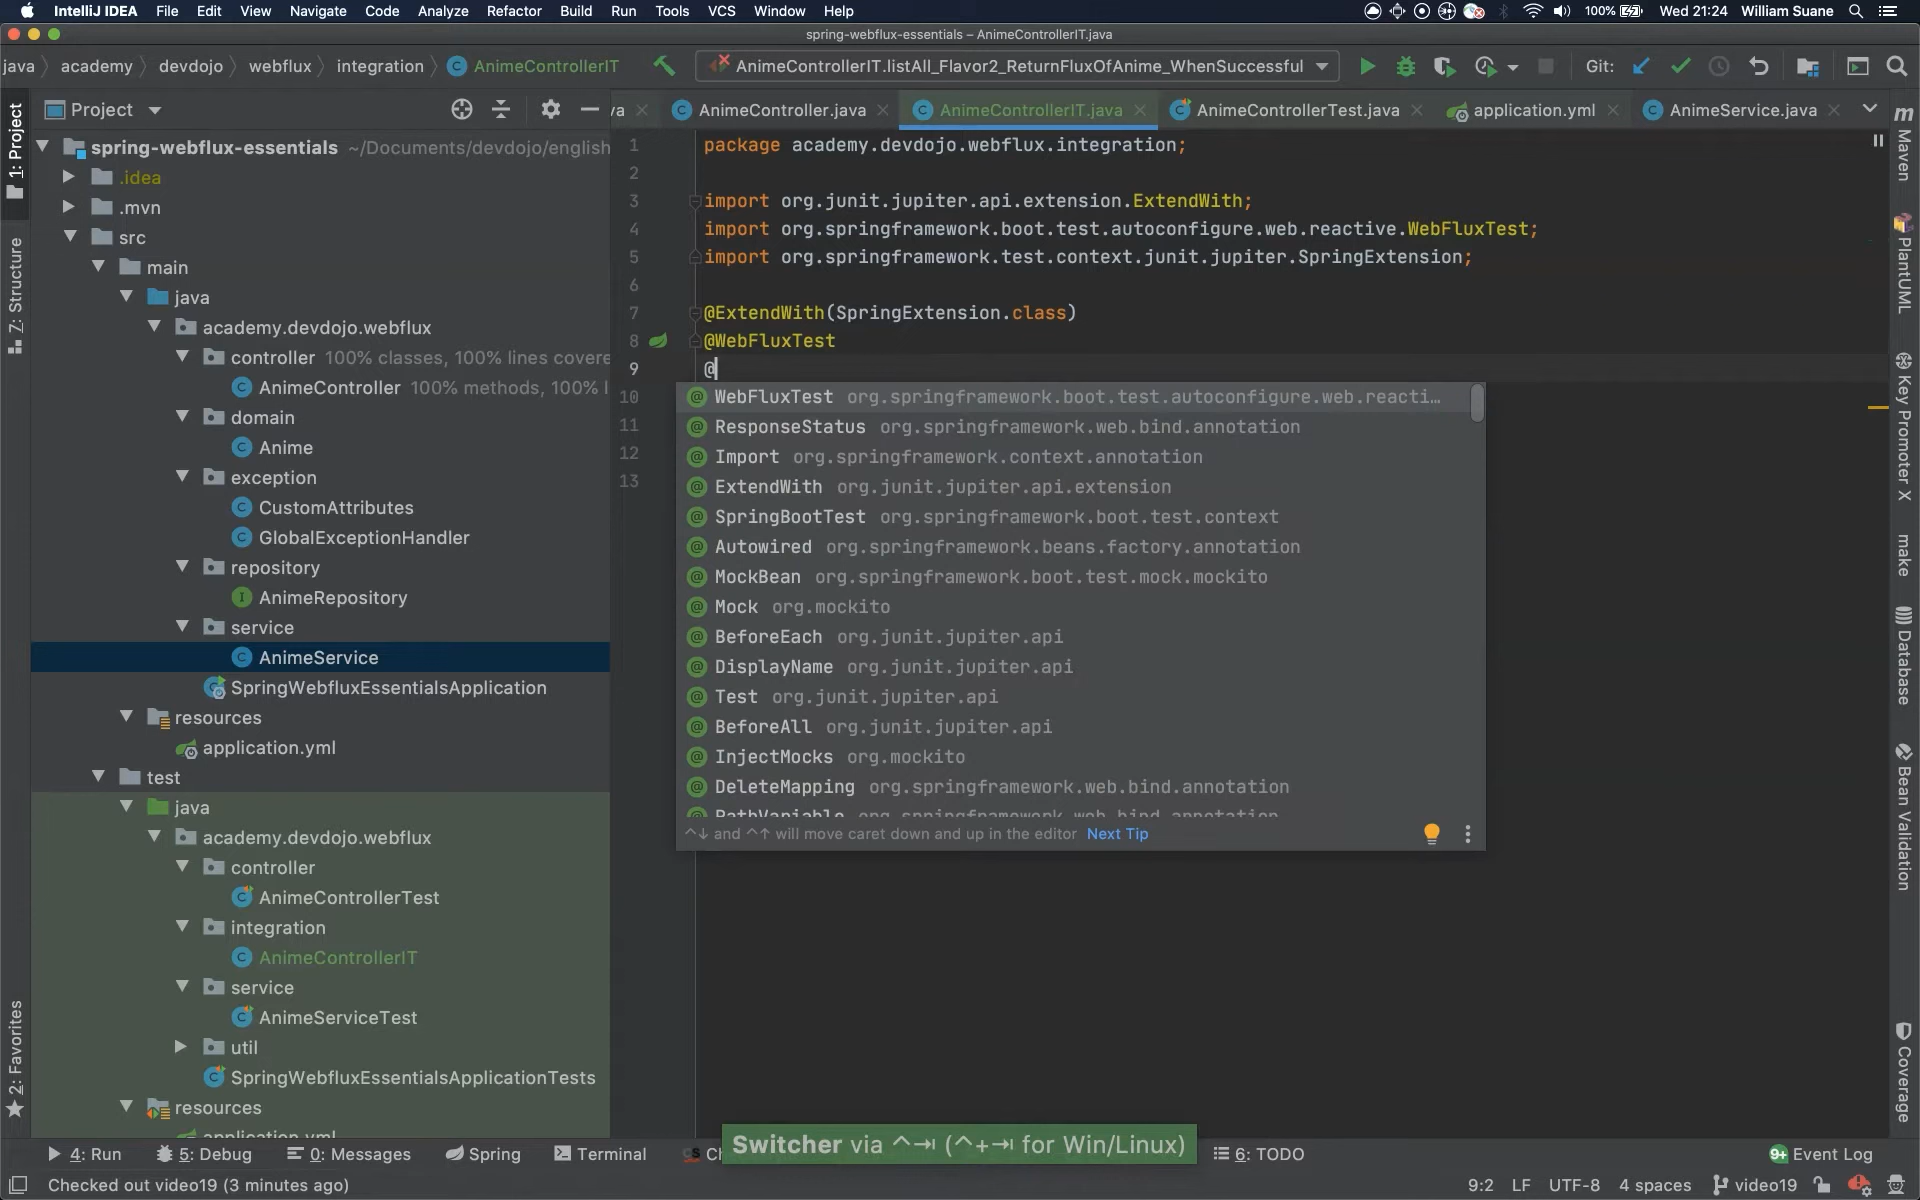 IntelliJ IDEA File Edit View Navigate Code Analyze Refactor Build Run Tools VCS Window Help 100% Wed 21:24 William Suane
spring-webflux-essentials – AnimeControllerIT.java
java academy devdojo webflux integration AnimeControllerIT AnimeControllerIT.listAll_Flavor2_ReturnFluxOfAnime_WhenSuccessful Git:
Project va AnimeController.java AnimeControllerIT.java AnimeControllerTest.java application.yml AnimeService.java
1: Project
Z: Structure
2: Favorites
spring-webflux-essentials ~/Documents/devdojo/english
.idea
.mvn
src
main
java
academy.devdojo.webflux
controller 100% classes, 100% lines covere
AnimeController 100% methods, 100% l
domain
Anime
exception
CustomAttributes
GlobalExceptionHandler
repository
AnimeRepository
service
AnimeService
SpringWebfluxEssentialsApplication
resources
application.yml
test
java
academy.devdojo.webflux
controller
AnimeControllerTest
integration
AnimeControllerIT
service
AnimeServiceTest
util
SpringWebfluxEssentialsApplicationTests
resources
application.yml
1 package academy.devdojo.webflux.integration;
2
3 import org.junit.jupiter.api.extension.ExtendWith;
4 import org.springframework.boot.test.autoconfigure.web.reactive.WebFluxTest;
5 import org.springframework.test.context.junit.jupiter.SpringExtension;
6
7 @ExtendWith(SpringExtension.class)
8 @WebFluxTest
9 @
10
11
12
13
@ WebFluxTest org.springframework.boot.test.autoconfigure.web.reacti…
@ ResponseStatus org.springframework.web.bind.annotation
@ Import org.springframework.context.annotation
@ ExtendWith org.junit.jupiter.api.extension
@ SpringBootTest org.springframework.boot.test.context
@ Autowired org.springframework.beans.factory.annotation
@ MockBean org.springframework.boot.test.mock.mockito
@ Mock org.mockito
@ BeforeEach org.junit.jupiter.api
@ DisplayName org.junit.jupiter.api
@ Test org.junit.jupiter.api
@ BeforeAll org.junit.jupiter.api
@ InjectMocks org.mockito
@ DeleteMapping org.springframework.web.bind.annotation
@ PathVariable org.springframework.web.bind.annotation
^↓ and ^↑ will move caret down and up in the editor Next Tip
m Maven
PlantUML
Key Promoter X
make
Database
Bean Validation
Coverage
Switcher via ^⇥ (^+⇥ for Win/Linux)
4: Run 5: Debug 0: Messages Spring Terminal Ch 6: TODO 9+ Event Log
Checked out video19 (3 minutes ago) 9:2 LF UTF-8 4 spaces video19